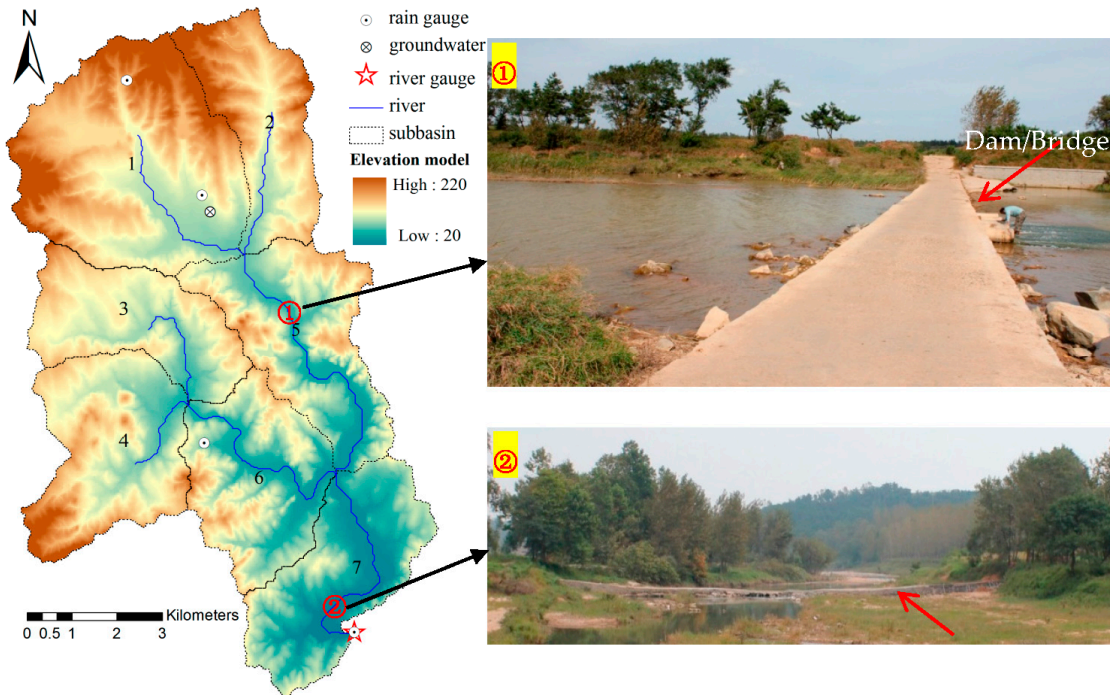 N
rain gauge
groundwater
river gauge
river
subbasin
Elevation model
High : 220
Low : 20
1
2
3
4
5
6
7
①
②
0 0.5 1 2 3 Kilometers
①
Dam/Bridge
②